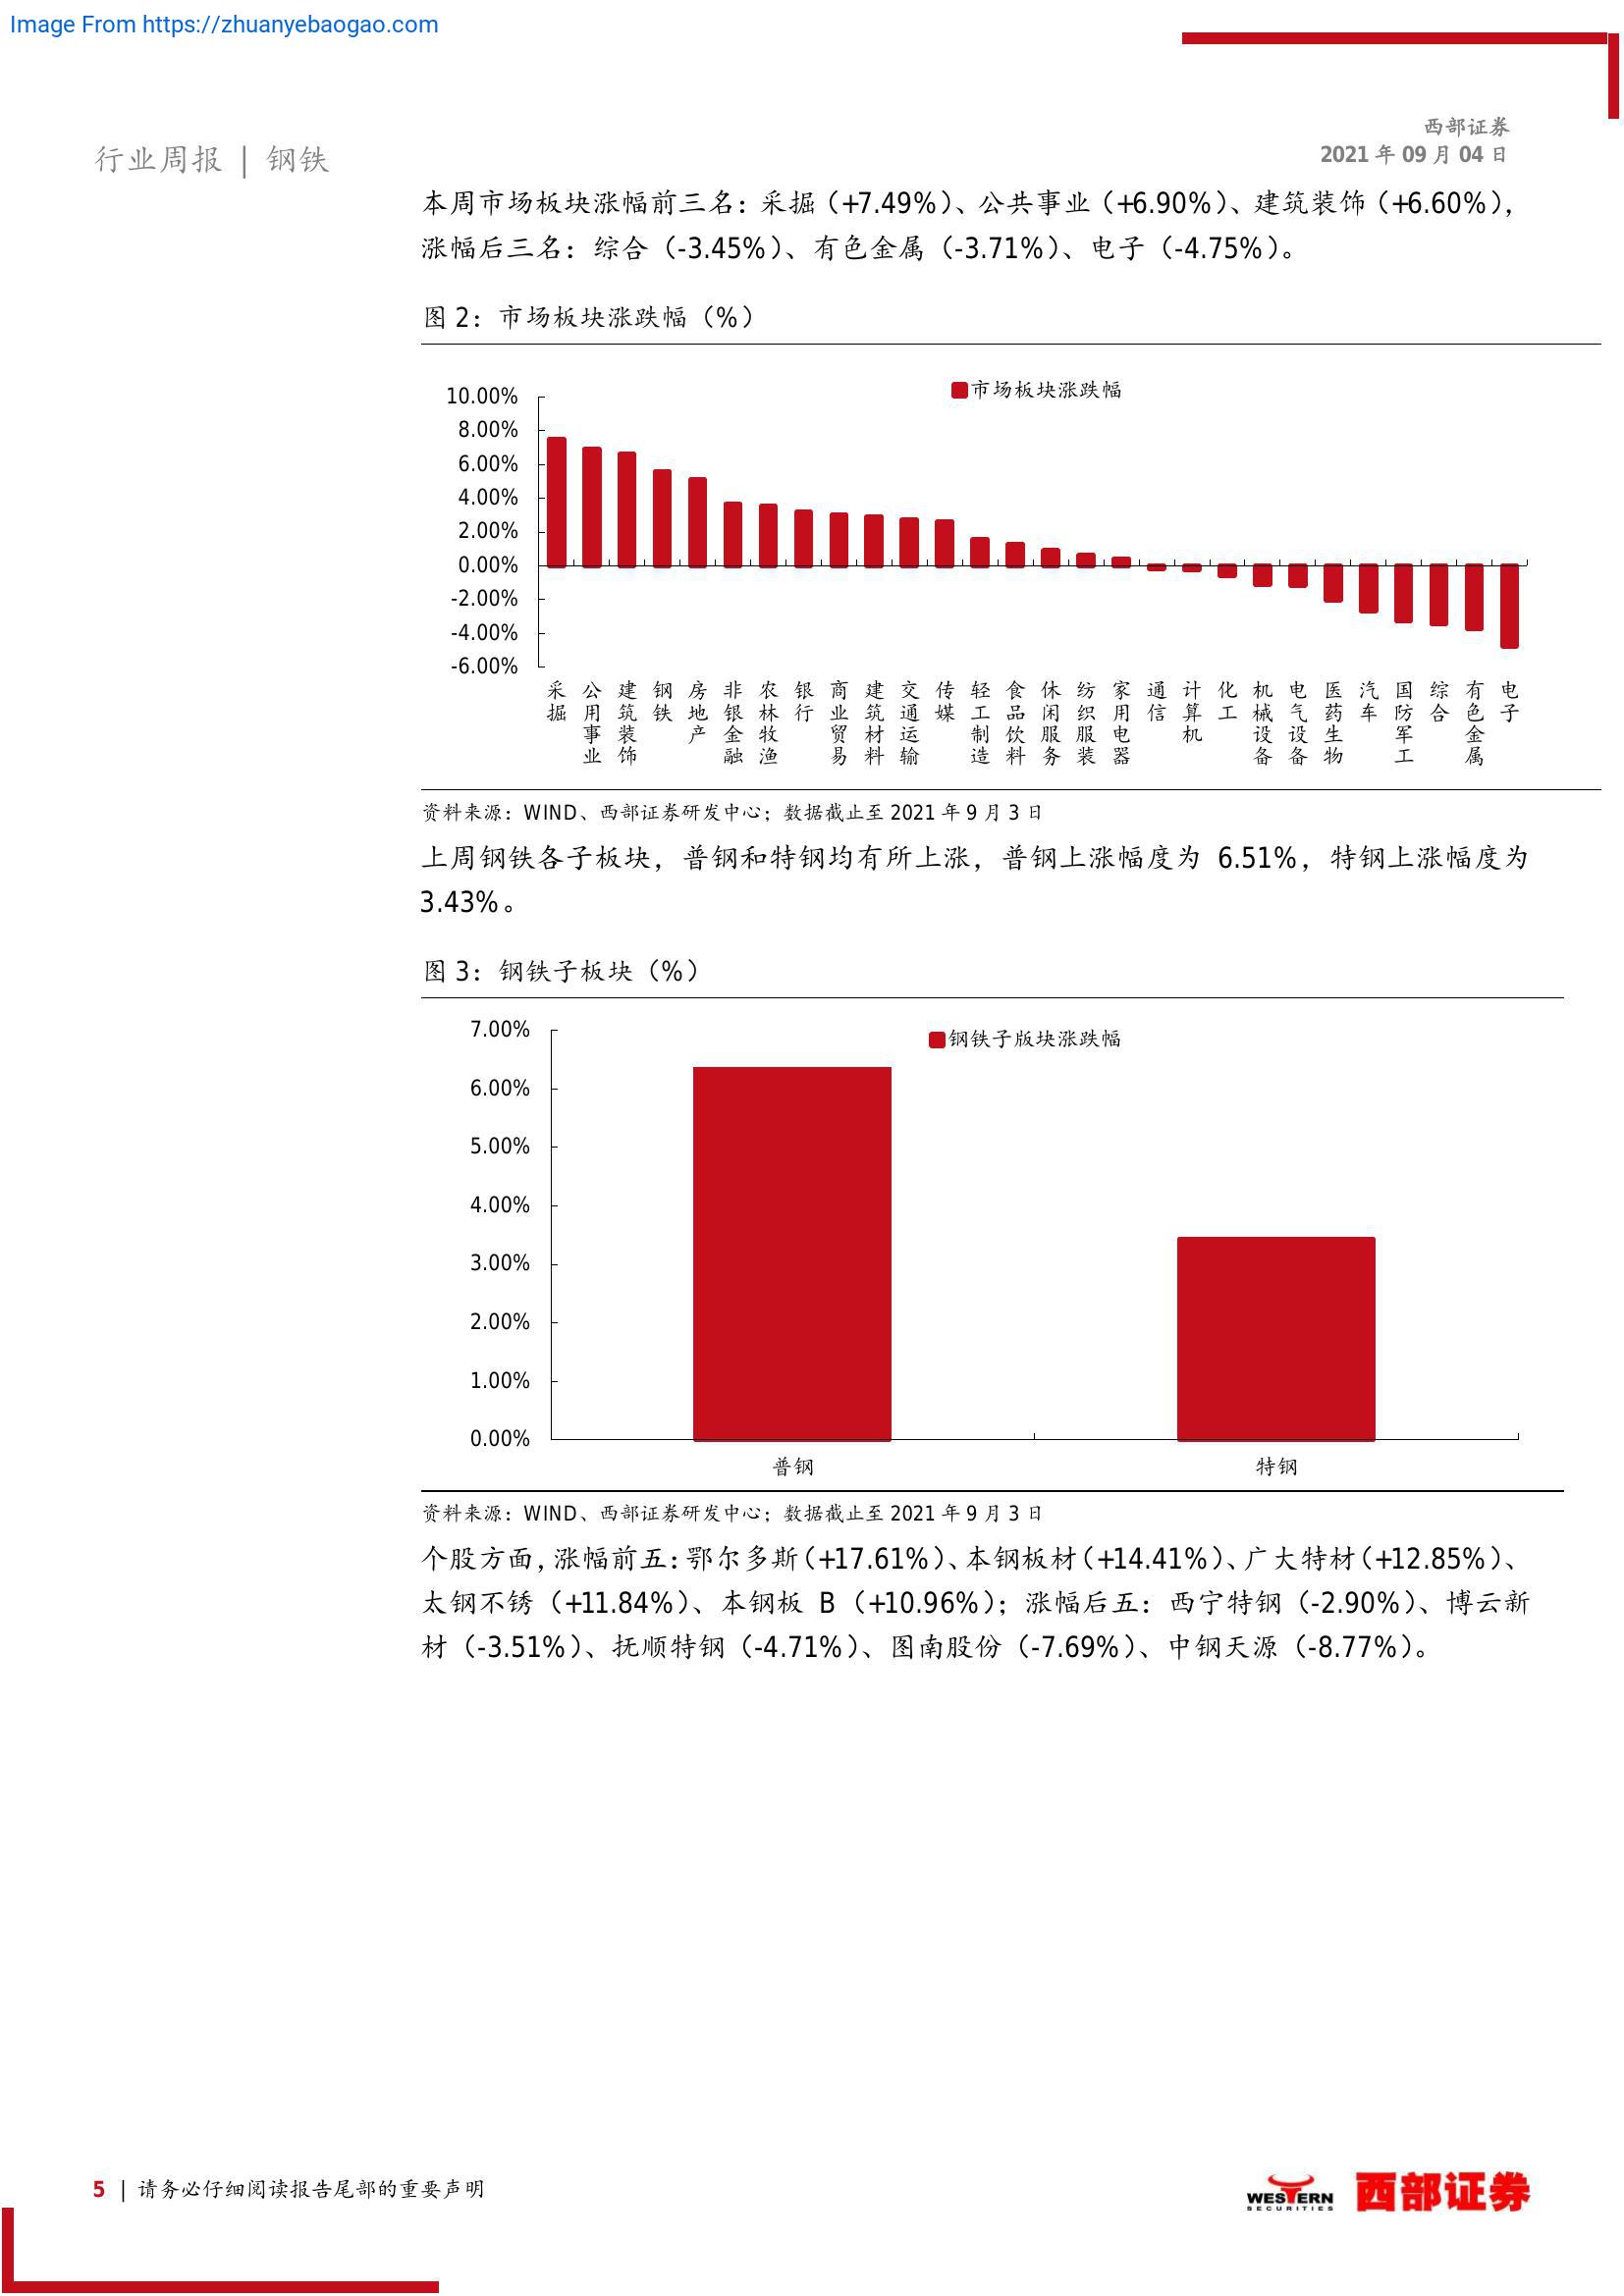 Image From https://zhuanyebaogao.com
西部证券
2021 年 09 月 04 日
行业周报 | 钢铁
本周市场板块涨幅前三名：采掘（+7.49%）、公共事业（+6.90%）、建筑装饰（+6.60%），
涨幅后三名：综合（-3.45%）、有色金属（-3.71%）、电子（-4.75%）。
图 2：市场板块涨跌幅（%）
市场板块涨跌幅
10.00%
8.00%
6.00%
4.00%
2.00%
0.00%
-2.00%
-4.00%
-6.00%
采掘
公用事业
建筑装饰
钢铁
房地产
非银金融
农林牧渔
银行
商业贸易
建筑材料
交通运输
传媒
轻工制造
食品饮料
休闲服务
纺织服装
家用电器
通信
计算机
化工
机械设备
电气设备
医药生物
汽车
国防军工
综合
有色金属
电子
资料来源：WIND、西部证券研发中心；数据截止至 2021 年 9 月 3 日
上周钢铁各子板块，普钢和特钢均有所上涨，普钢上涨幅度为 6.51%，特钢上涨幅度为
3.43%。
图 3：钢铁子板块（%）
钢铁子版块涨跌幅
7.00%
6.00%
5.00%
4.00%
3.00%
2.00%
1.00%
0.00%
普钢
特钢
资料来源：WIND、西部证券研发中心；数据截止至 2021 年 9 月 3 日
个股方面，涨幅前五：鄂尔多斯（+17.61%）、本钢板材（+14.41%）、广大特材（+12.85%）、
太钢不锈（+11.84%）、本钢板 B（+10.96%）；涨幅后五：西宁特钢（-2.90%）、博云新
材（-3.51%）、抚顺特钢（-4.71%）、图南股份（-7.69%）、中钢天源（-8.77%）。
5 | 请务必仔细阅读报告尾部的重要声明
WESTERN
SECURITIES
西部证券